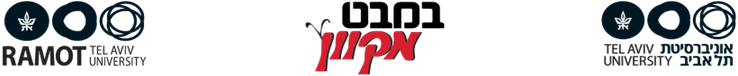 RAMOT TEL AVIV
UNIVERSITY
במבט
מקוון
TEL AVIV אוניברסיטת
UNIVERSITY תל אביב